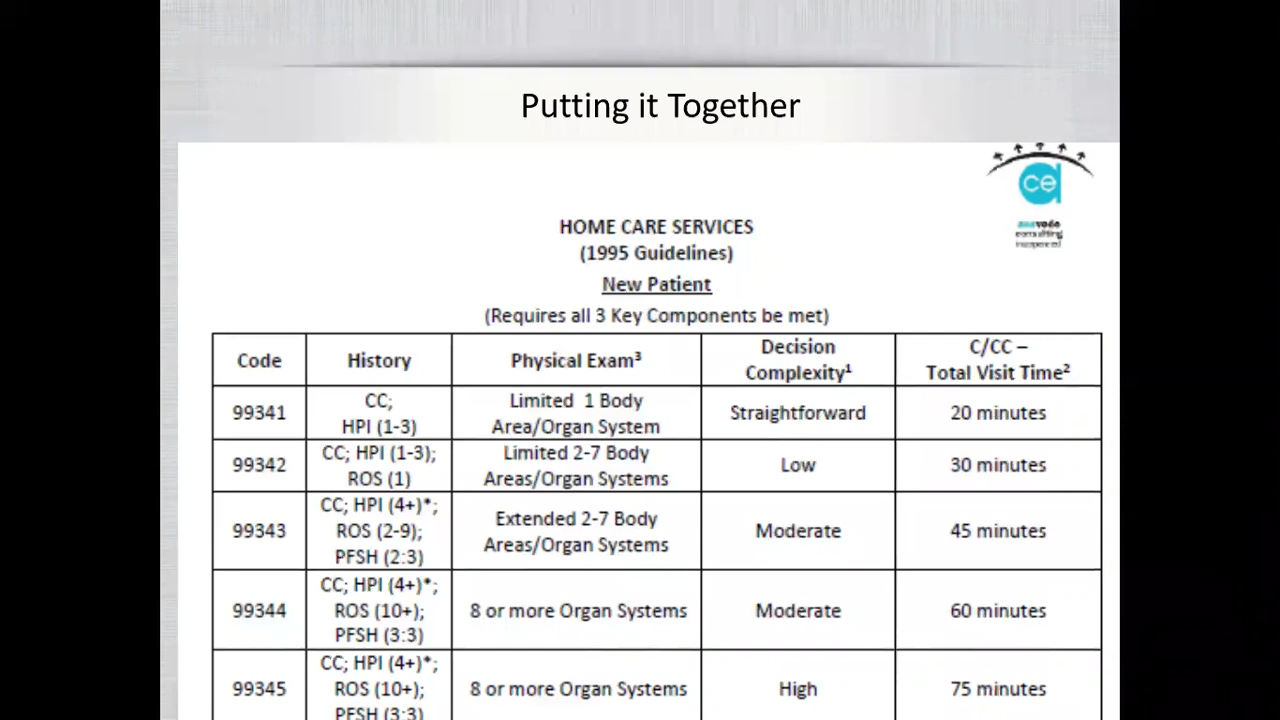 Putting it Together
ce
consulting
HOME CARE SERVICES
(1995 Guidelines)
New Patient
(Requires all 3 Key Components be met)
Code History Physical Exam³ Decision Complexity¹ C/CC – Total Visit Time²
99341 CC; HPI (1-3) Limited 1 Body Area/Organ System Straightforward 20 minutes
99342 CC; HPI (1-3); ROS (1) Limited 2-7 Body Areas/Organ Systems Low 30 minutes
99343 CC; HPI (4+)*; ROS (2-9); PFSH (2:3) Extended 2-7 Body Areas/Organ Systems Moderate 45 minutes
99344 CC; HPI (4+)*; ROS (10+); PFSH (3:3) 8 or more Organ Systems Moderate 60 minutes
99345 CC; HPI (4+)*; ROS (10+); PFSH (3:3) 8 or more Organ Systems High 75 minutes